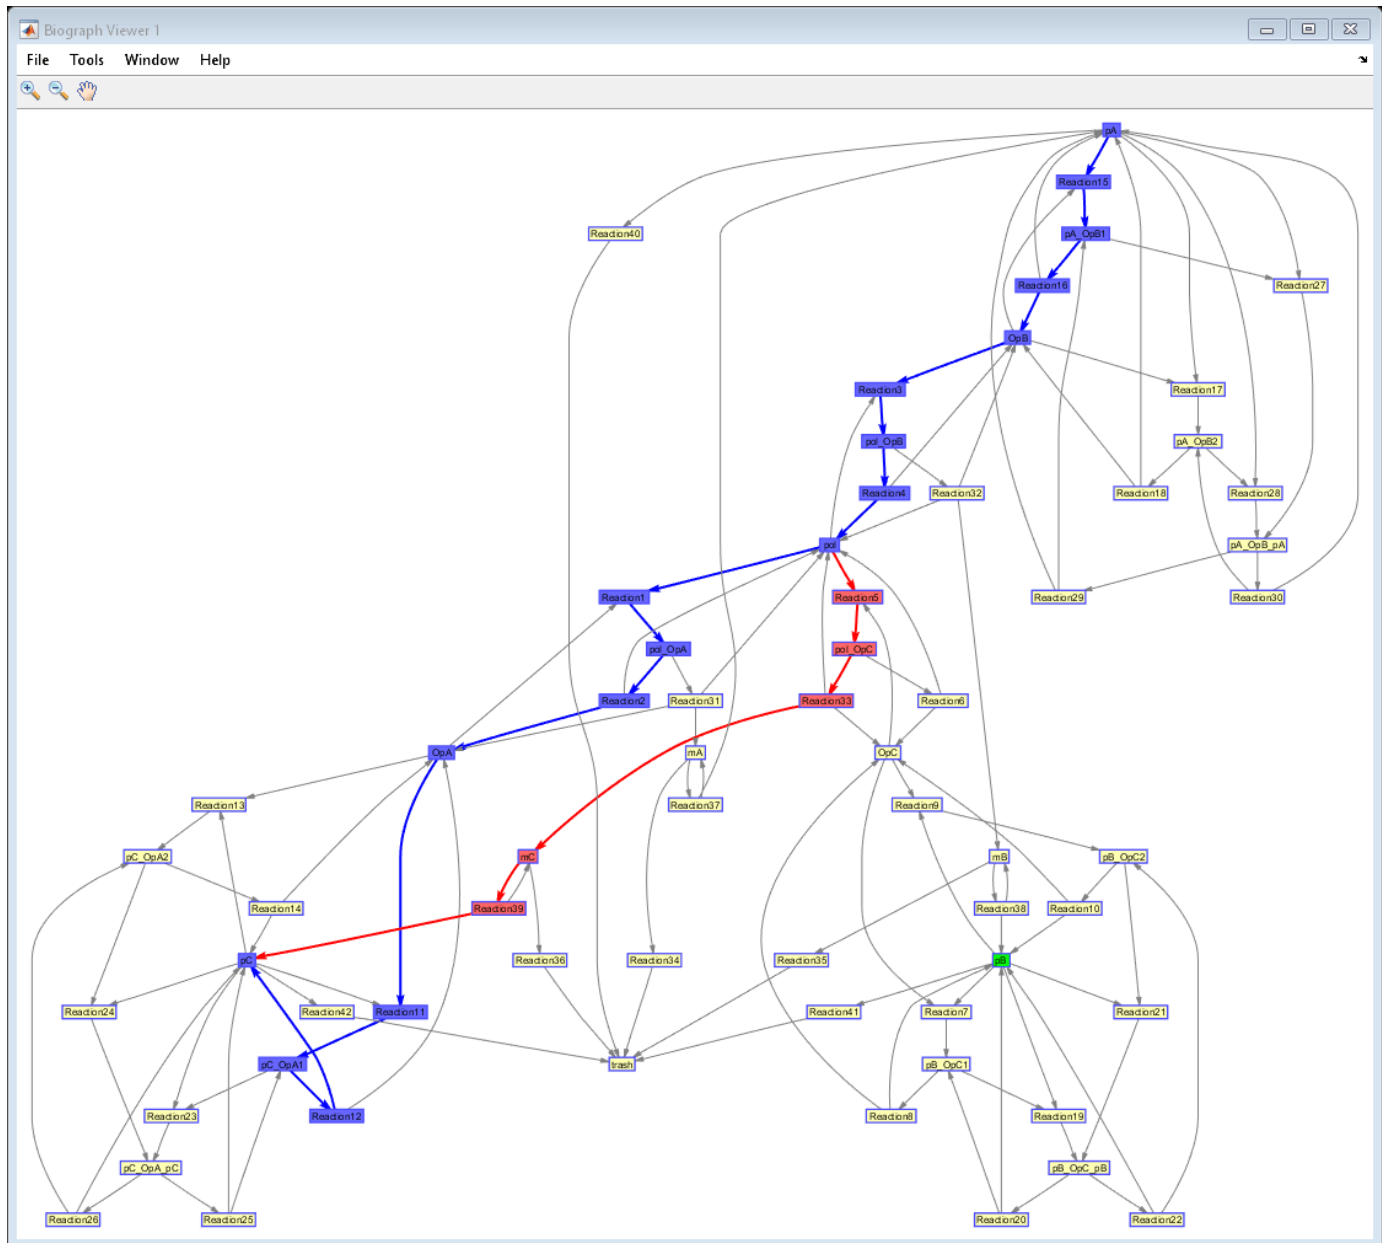 Biograph Viewer 1
File Tools Window Help
pA
Reaction15
Reaction40
pA_OpB1
Reaction16
Reaction27
OpB
Reaction3
Reaction17
pol_OpB
pA_OpB2
Reaction4
Reaction32
Reaction18
Reaction28
pol
pA_OpB_pA
Reaction1
Reaction5
Reaction29
Reaction30
pol_OpA
pol_OpC
Reaction2
Reaction31
Reaction33
Reaction6
OpA
mA
OpC
Reaction13
Reaction37
Reaction9
pC_OpA2
mC
mB
pB_OpC2
Reaction14
Reaction39
Reaction38
Reaction10
pC
Reaction36
Reaction34
Reaction35
pB
Reaction24
Reaction42
Reaction11
Reaction41
Reaction7
Reaction21
pC_OpA1
trash
pB_OpC1
Reaction23
Reaction12
Reaction8
Reaction19
pC_OpA_pC
pB_OpC_pB
Reaction26
Reaction25
Reaction20
Reaction22